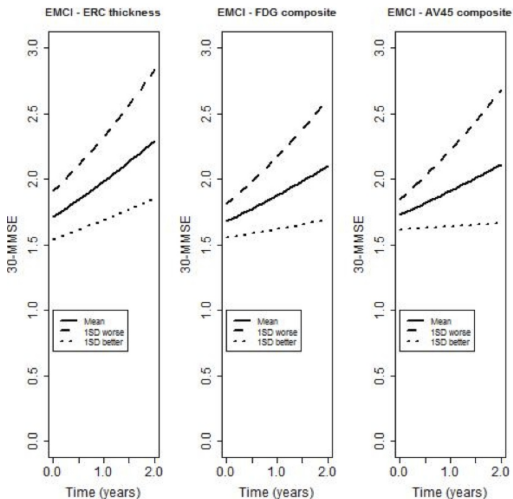 EMCI - ERC thickness
30-MMSE
3.0
2.5
2.0
1.5
1.0
0.5
0.0
Mean
1SD worse
1SD better
0.0 1.0 2.0
Time (years)
EMCI - FDG composite
30-MMSE
3.0
2.5
2.0
1.5
1.0
0.5
0.0
Mean
1SD worse
1SD better
0.0 1.0 2.0
Time (years)
EMCI - AV45 composite
30-MMSE
3.0
2.5
2.0
1.5
1.0
0.5
0.0
Mean
1SD worse
1SD better
0.0 1.0 2.0
Time (years)